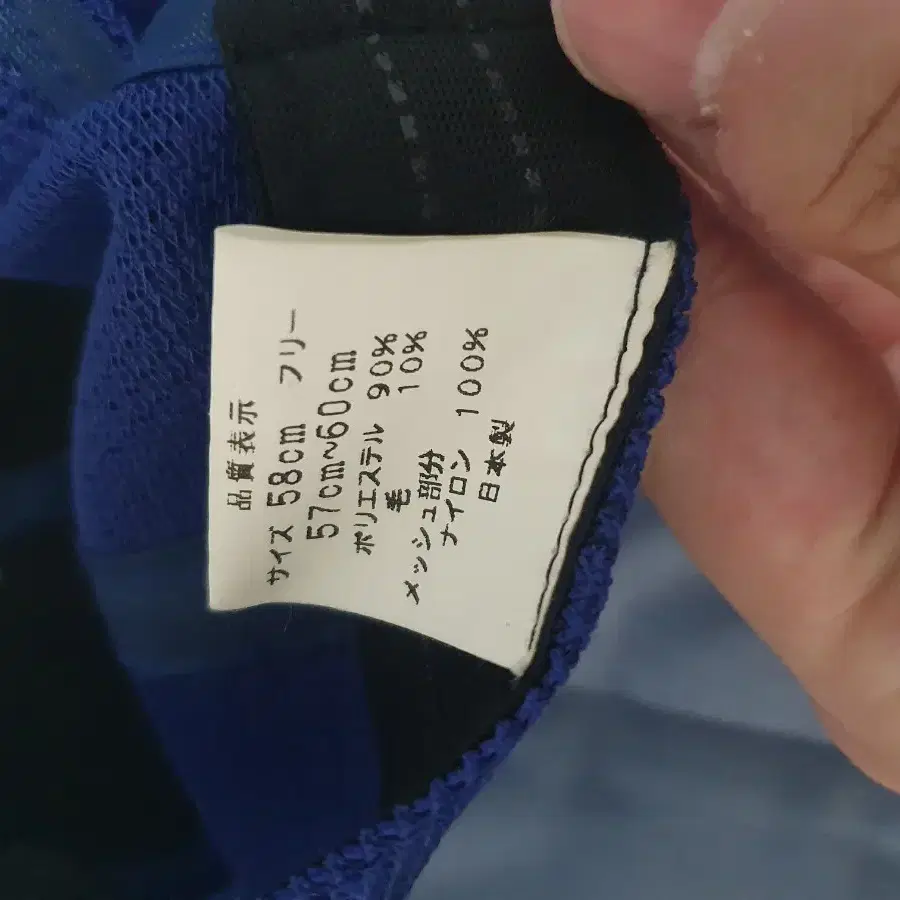 品質表示
サイズ 58cm フリー
57cm~60cm
ポリエステル 90%
毛 10%
メッシュ部分
ナイロン 100%
日本製